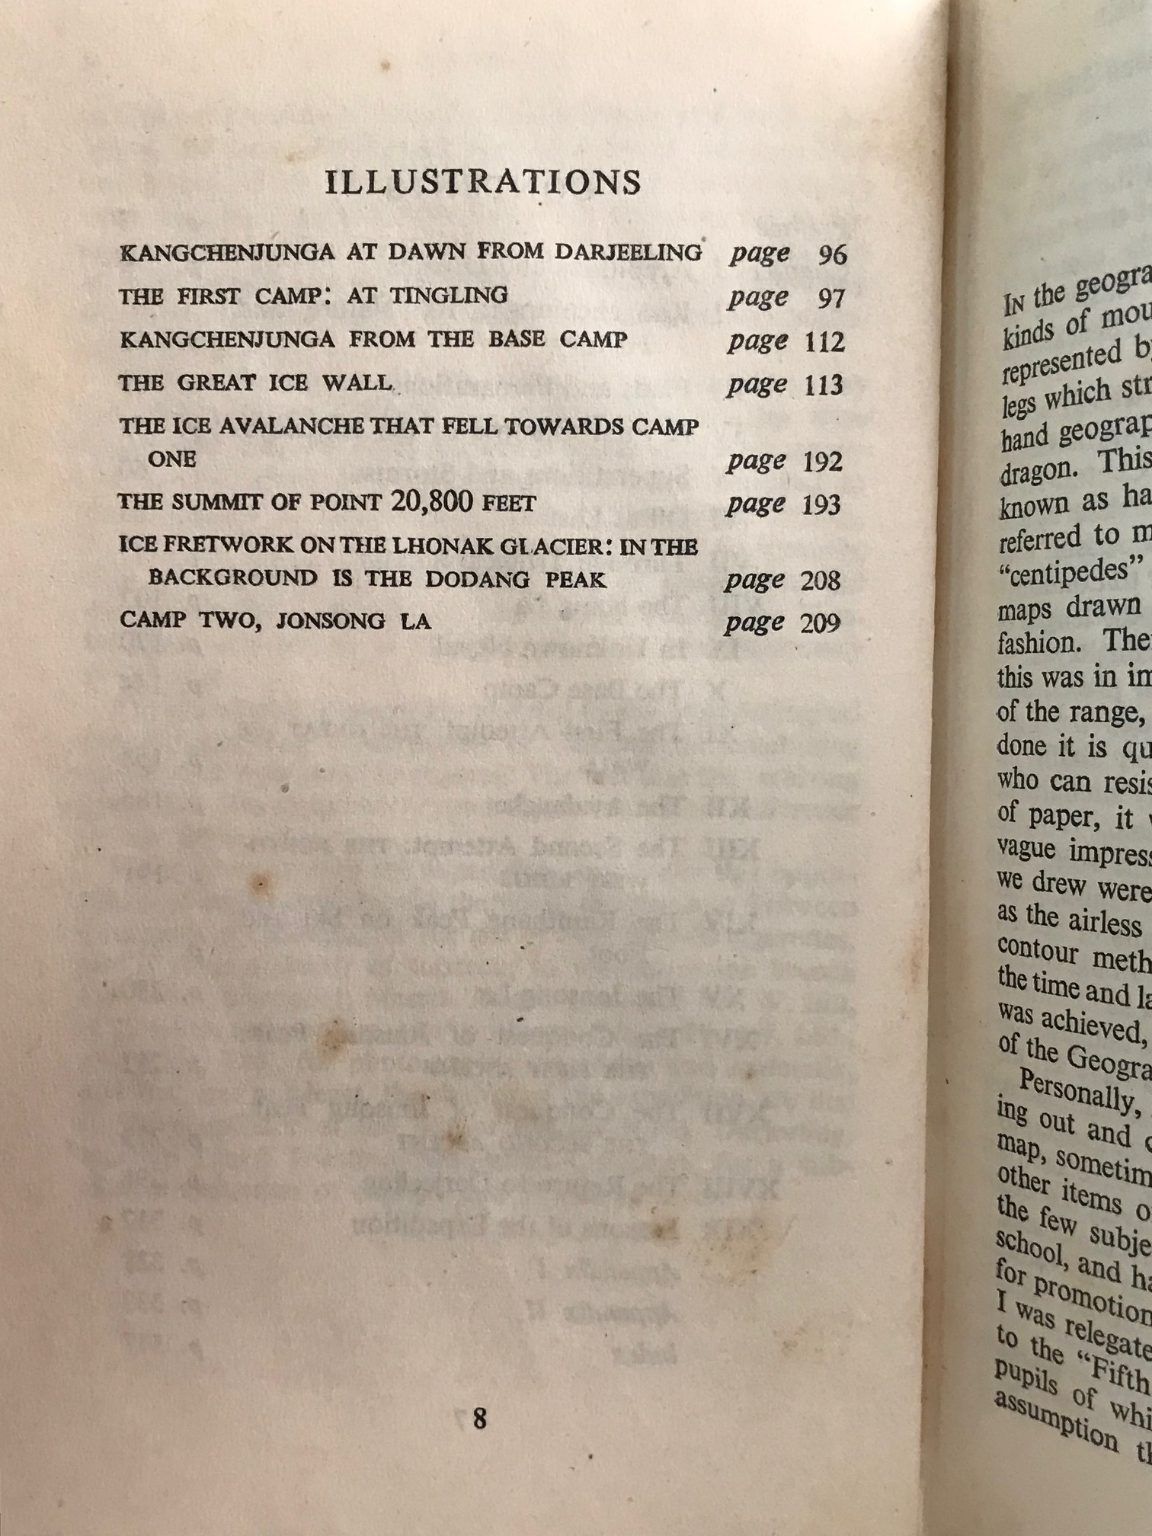 ILLUSTRATIONS
KANGCHENJUNGA AT DAWN FROM DARJEELING page 96
THE FIRST CAMP: AT TINGLING page 97
KANGCHENJUNGA FROM THE BASE CAMP page 112
THE GREAT ICE WALL page 113
THE ICE AVALANCHE THAT FELL TOWARDS CAMP
ONE page 192
THE SUMMIT OF POINT 20,800 FEET page 193
ICE FRETWORK ON THE LHONAK GLACIER: IN THE
BACKGROUND IS THE DODANG PEAK page 208
CAMP TWO, JONSONG LA page 209
8
IN the geogra
kinds of mou
represented by
legs which str
hand geograp
dragon. This
known as ha
referred to m
"centipedes"
maps drawn
fashion. The
this was in im
of the range,
done it is qu
who can resis
of paper, it
vague impress
we drew were
as the airless
contour meth
the time and la
was achieved,
of the Geogra
Personally,
ing out and
map, sometim
other items o
the few subje
school, and ha
for promotion
I was relegate
to the "Fifth
pupils of whi
assumption th